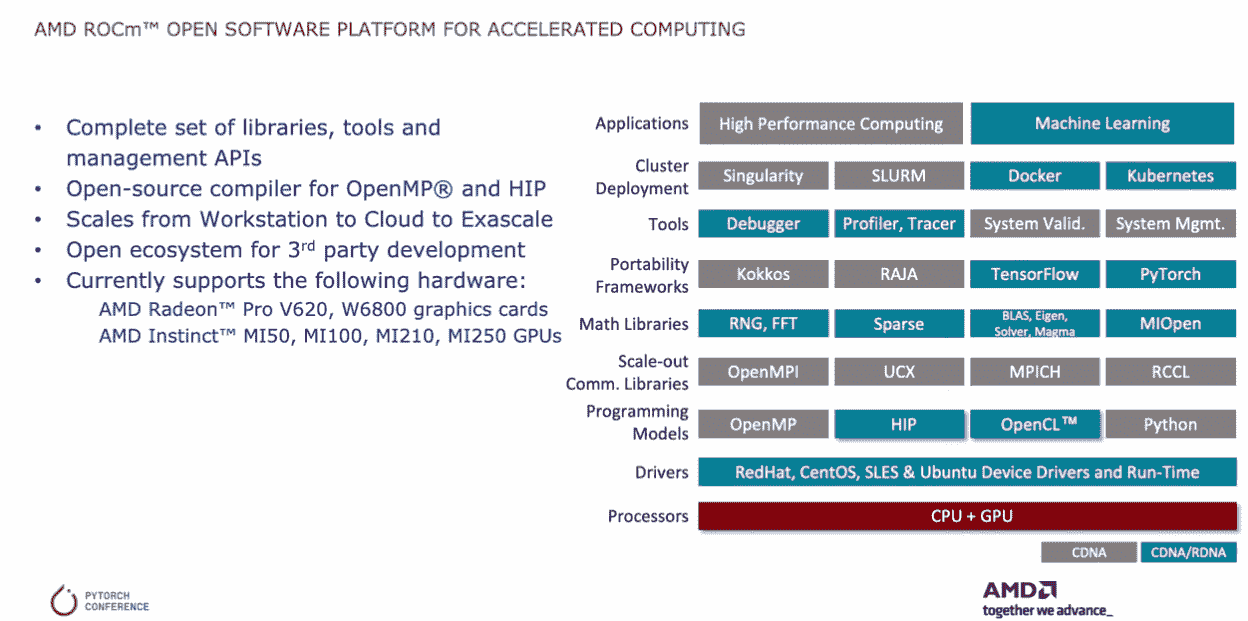 AMD ROCm™ OPEN SOFTWARE PLATFORM FOR ACCELERATED COMPUTING
• Complete set of libraries, tools and
management APIs
• Open-source compiler for OpenMP® and HIP
• Scales from Workstation to Cloud to Exascale
• Open ecosystem for 3rd party development
• Currently supports the following hardware:
AMD Radeon™ Pro V620, W6800 graphics cards
AMD Instinct™ MI50, MI100, MI210, MI250 GPUs
Applications High Performance Computing Machine Learning
Cluster
Deployment Singularity SLURM Docker Kubernetes
Tools Debugger Profiler, Tracer System Valid. System Mgmt.
Portability
Frameworks Kokkos RAJA TensorFlow PyTorch
Math Libraries RNG, FFT Sparse BLAS, Eigen,
Solver, Magma MIOpen
Scale-out
Comm. Libraries OpenMPI UCX MPICH RCCL
Programming
Models OpenMP HIP OpenCL™ Python
Drivers RedHat, CentOS, SLES & Ubuntu Device Drivers and Run-Time
Processors CPU + GPU
CDNA CDNA/RDNA
PYTORCH
CONFERENCE
AMD
together we advance_